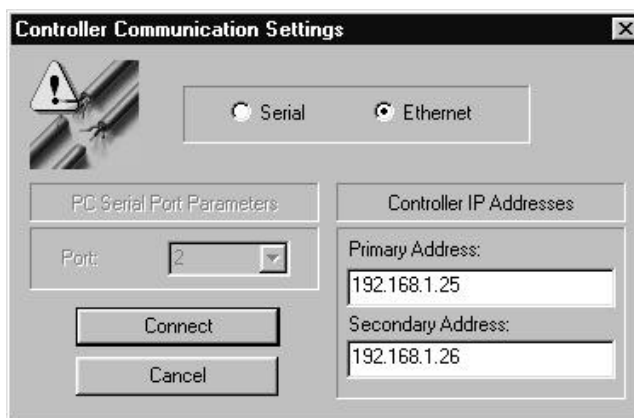 Controller Communication Settings
Serial
Ethernet
PC Serial Port Parameters
Controller IP Addresses
Port:
2
Primary Address:
192.168.1.25
Secondary Address:
192.168.1.26
Connect
Cancel